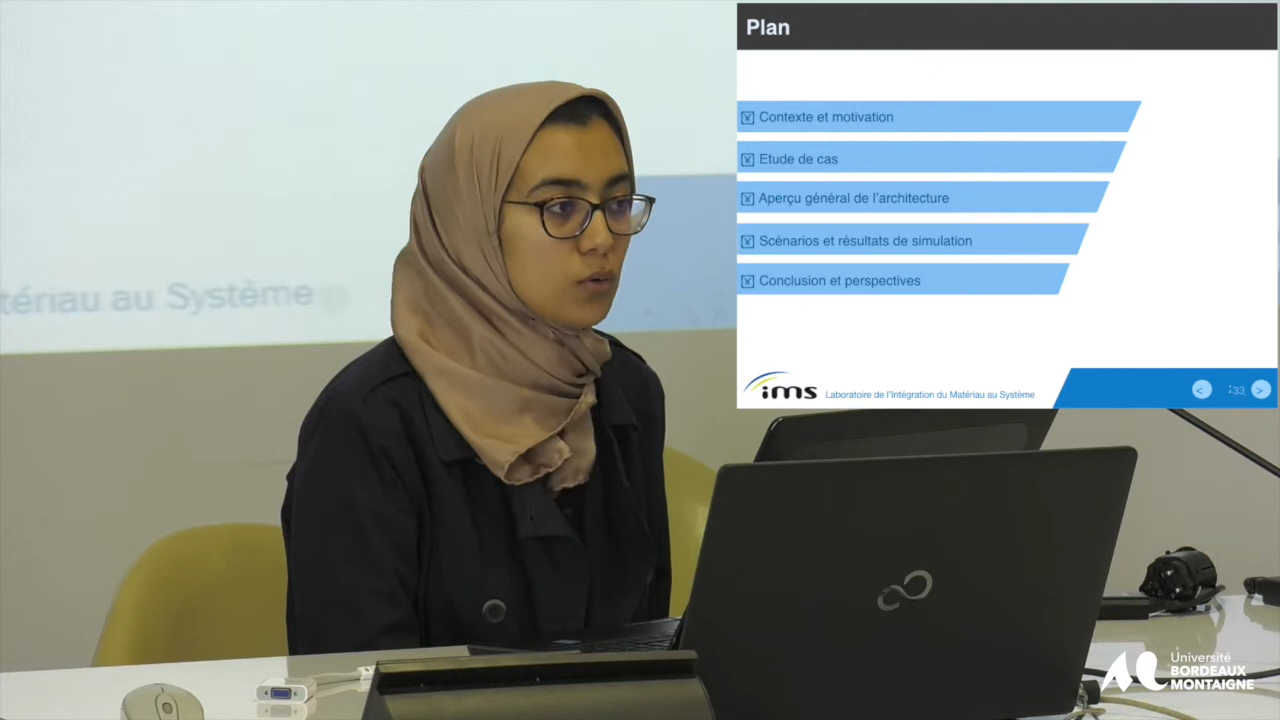 Plan
Contexte et motivation
Etude de cas
Aperçu général de l'architecture
Scénarios et résultats de simulation
Conclusion et perspectives
ims Laboratoire de l'Intégration du Matériau au Système
< 33 >
tériau au Système
Université
BORDEAUX
MONTAIGNE